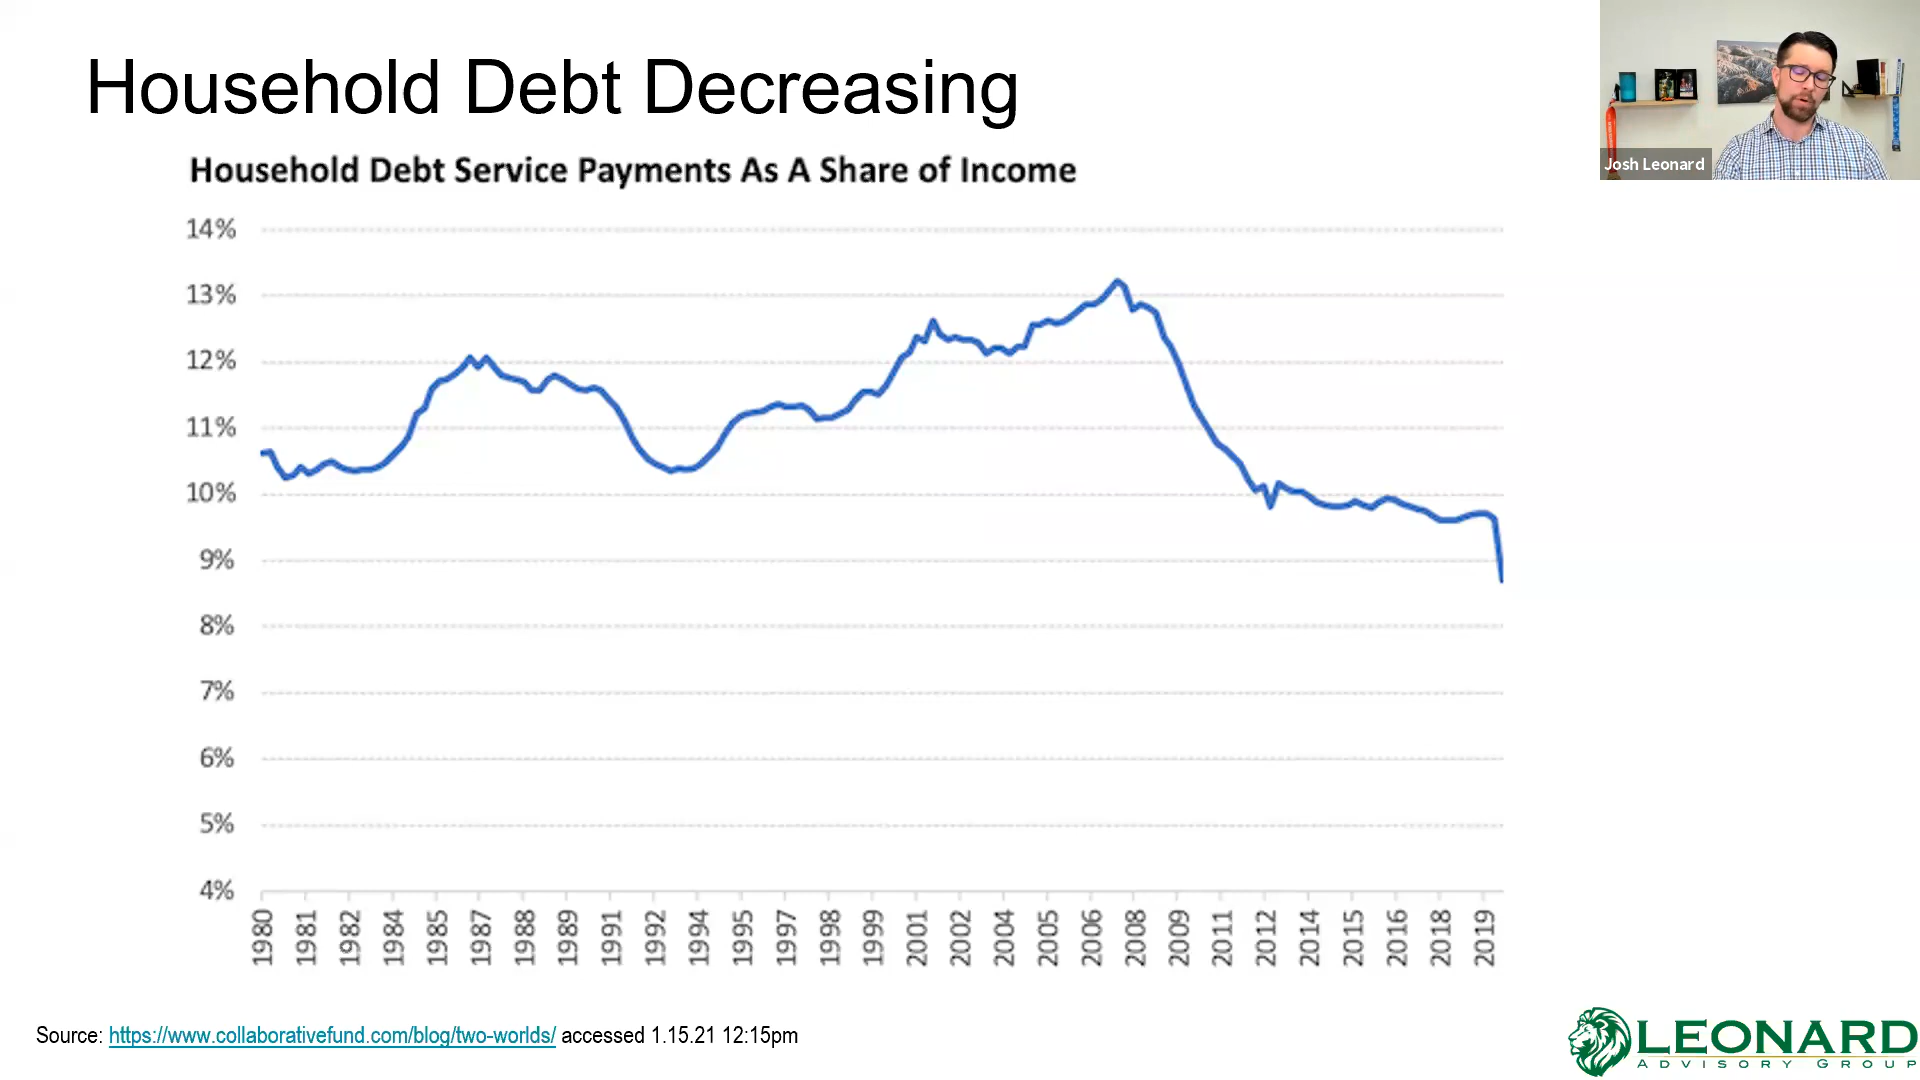 Household Debt Decreasing
Josh Leonard
Household Debt Service Payments As A Share of Income
14%
13%
12%
11%
10%
9%
8%
7%
6%
5%
4%
1980 1981 1982 1984 1985 1987 1988 1989 1991 1992 1994 1995 1997 1998 1999 2001 2002 2004 2005 2006 2008 2009 2011 2012 2014 2015 2016 2018 2019
Source: https://www.collaborativefund.com/blog/two-worlds/ accessed 1.15.21 12:15pm
LEONARD
ADVISORY GROUP